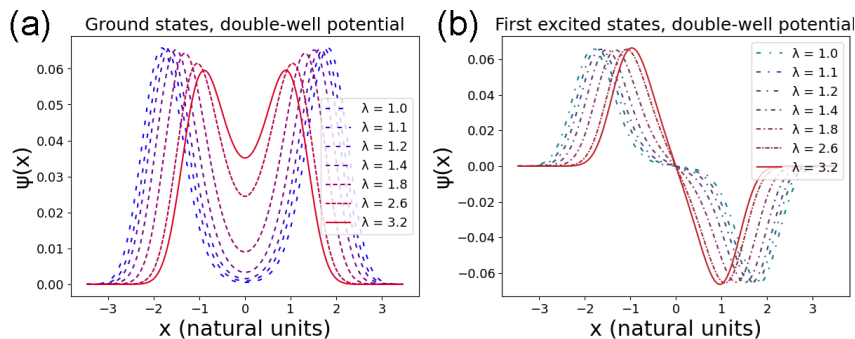 (a)
Ground states, double-well potential
ψ(x)
0.06
0.05
0.04
0.03
0.02
0.01
0.00
λ = 1.0
λ = 1.1
λ = 1.2
λ = 1.4
λ = 1.8
λ = 2.6
λ = 3.2
−3 −2 −1 0 1 2 3
x (natural units)
(b)
First excited states, double-well potential
ψ(x)
0.06
0.04
0.02
0.00
−0.02
−0.04
−0.06
λ = 1.0
λ = 1.1
λ = 1.2
λ = 1.4
λ = 1.8
λ = 2.6
λ = 3.2
−3 −2 −1 0 1 2 3
x (natural units)